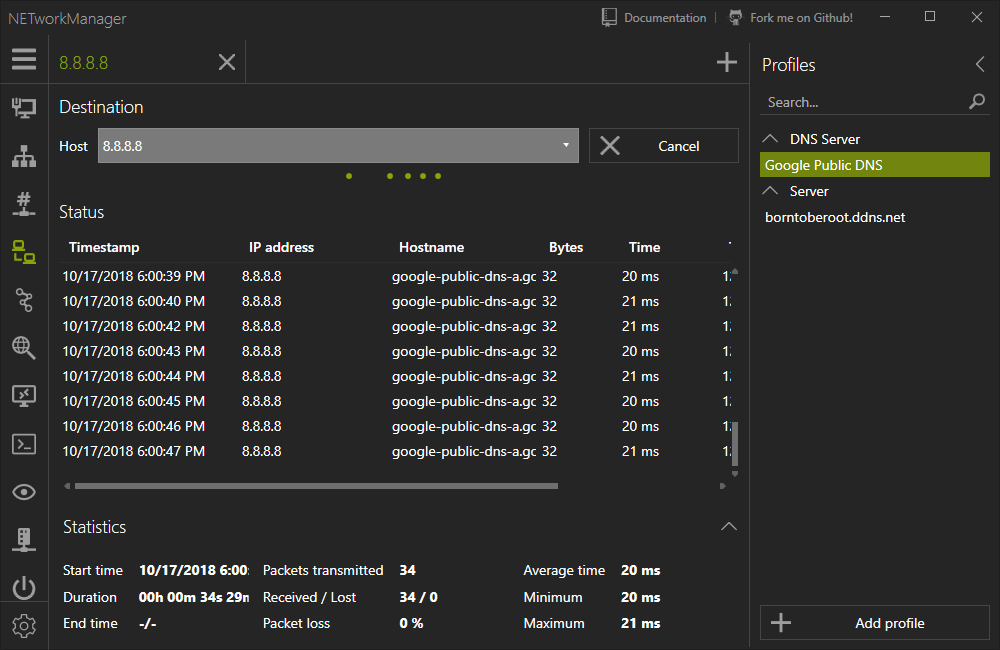 NETworkManager Documentation | Fork me on Github!
8.8.8.8
Profiles
Search...
Destination
Host 8.8.8.8 Cancel
DNS Server
Google Public DNS
Server
borntoberoot.ddns.net
Status
Timestamp IP address Hostname Bytes Time
10/17/2018 6:00:39 PM 8.8.8.8 google-public-dns-a.gc 32 20 ms 12
10/17/2018 6:00:40 PM 8.8.8.8 google-public-dns-a.gc 32 21 ms 12
10/17/2018 6:00:42 PM 8.8.8.8 google-public-dns-a.gc 32 21 ms 12
10/17/2018 6:00:43 PM 8.8.8.8 google-public-dns-a.gc 32 20 ms 12
10/17/2018 6:00:44 PM 8.8.8.8 google-public-dns-a.gc 32 21 ms 12
10/17/2018 6:00:45 PM 8.8.8.8 google-public-dns-a.gc 32 20 ms 12
10/17/2018 6:00:46 PM 8.8.8.8 google-public-dns-a.gc 32 20 ms 12
10/17/2018 6:00:47 PM 8.8.8.8 google-public-dns-a.gc 32 21 ms 12
Statistics
Start time 10/17/2018 6:00: Packets transmitted 34 Average time 20 ms
Duration 00h 00m 34s 29m Received / Lost 34 / 0 Minimum 20 ms
End time -/- Packet loss 0 % Maximum 21 ms
Add profile